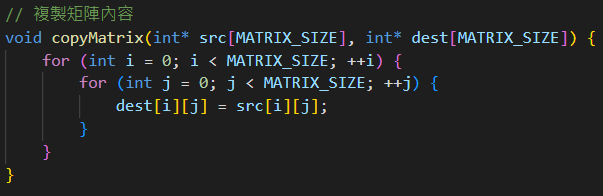 // 複製矩陣內容
void copyMatrix(int* src[MATRIX_SIZE], int* dest[MATRIX_SIZE]) {
    for (int i = 0; i < MATRIX_SIZE; ++i) {
        for (int j = 0; j < MATRIX_SIZE; ++j) {
            dest[i][j] = src[i][j];
        }
    }
}